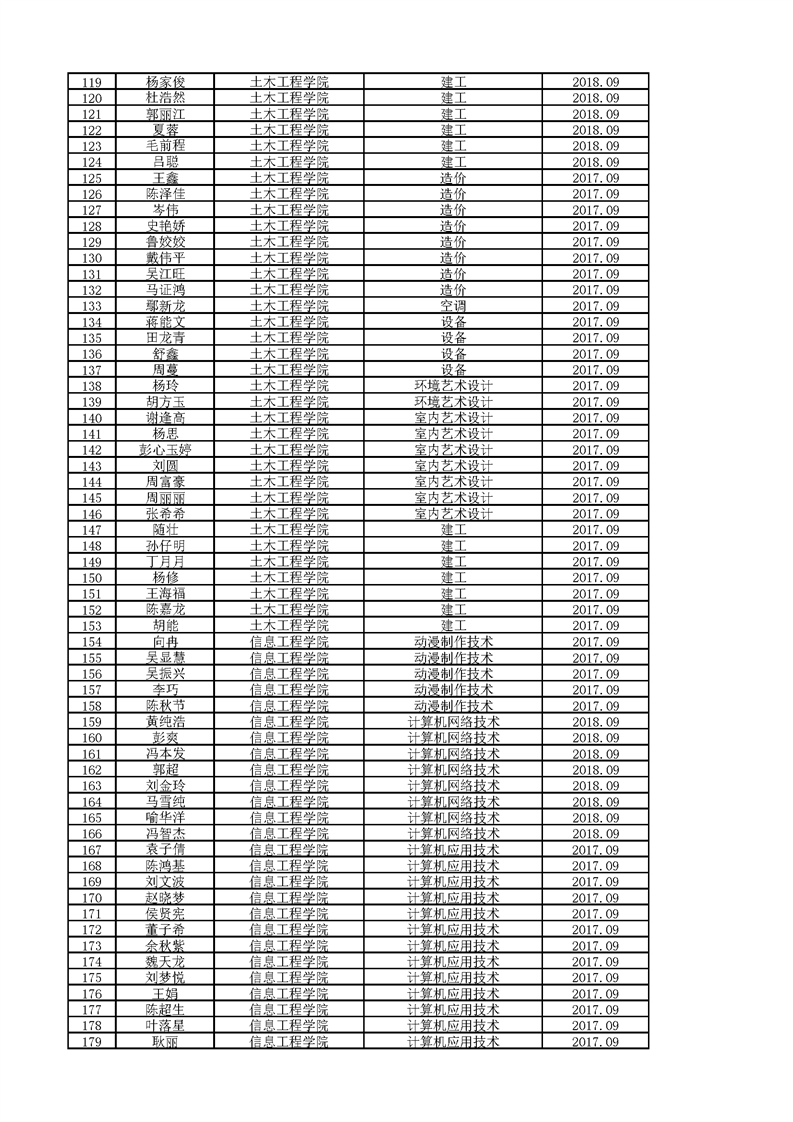 119 杨家俊 土木工程学院 建工 2018.09
120 杜浩然 土木工程学院 建工 2018.09
121 郭丽江 土木工程学院 建工 2018.09
122 夏蓉 土木工程学院 建工 2018.09
123 毛前程 土木工程学院 建工 2018.09
124 吕聪 土木工程学院 建工 2018.09
125 王鑫 土木工程学院 造价 2017.09
126 陈泽佳 土木工程学院 造价 2017.09
127 岑伟 土木工程学院 造价 2017.09
128 史艳娇 土木工程学院 造价 2017.09
129 鲁姣姣 土木工程学院 造价 2017.09
130 戴伟平 土木工程学院 造价 2017.09
131 吴江旺 土木工程学院 造价 2017.09
132 马证鸿 土木工程学院 造价 2017.09
133 鄢新龙 土木工程学院 空调 2017.09
134 蒋能文 土木工程学院 设备 2017.09
135 田龙青 土木工程学院 设备 2017.09
136 舒鑫 土木工程学院 设备 2017.09
137 周蔓 土木工程学院 设备 2017.09
138 杨玲 土木工程学院 环境艺术设计 2017.09
139 胡方玉 土木工程学院 环境艺术设计 2017.09
140 谢逢高 土木工程学院 室内艺术设计 2017.09
141 杨思 土木工程学院 室内艺术设计 2017.09
142 彭心玉婷 土木工程学院 室内艺术设计 2017.09
143 刘圆 土木工程学院 室内艺术设计 2017.09
144 周富豪 土木工程学院 室内艺术设计 2017.09
145 周丽丽 土木工程学院 室内艺术设计 2017.09
146 张希希 土木工程学院 室内艺术设计 2017.09
147 随壮 土木工程学院 建工 2017.09
148 孙仔明 土木工程学院 建工 2017.09
149 丁月月 土木工程学院 建工 2017.09
150 杨修 土木工程学院 建工 2017.09
151 王海福 土木工程学院 建工 2017.09
152 陈嘉龙 土木工程学院 建工 2017.09
153 胡能 土木工程学院 建工 2017.09
154 向冉 信息工程学院 动漫制作技术 2017.09
155 吴显慧 信息工程学院 动漫制作技术 2017.09
156 吴振兴 信息工程学院 动漫制作技术 2017.09
157 李巧 信息工程学院 动漫制作技术 2017.09
158 陈秋节 信息工程学院 动漫制作技术 2017.09
159 黄纯浩 信息工程学院 计算机网络技术 2018.09
160 彭爽 信息工程学院 计算机网络技术 2018.09
161 冯本发 信息工程学院 计算机网络技术 2018.09
162 郭超 信息工程学院 计算机网络技术 2018.09
163 刘金玲 信息工程学院 计算机网络技术 2018.09
164 马雪纯 信息工程学院 计算机网络技术 2018.09
165 喻华洋 信息工程学院 计算机网络技术 2018.09
166 冯智杰 信息工程学院 计算机网络技术 2018.09
167 袁子倩 信息工程学院 计算机应用技术 2017.09
168 陈鸿基 信息工程学院 计算机应用技术 2017.09
169 刘文波 信息工程学院 计算机应用技术 2017.09
170 赵晓梦 信息工程学院 计算机应用技术 2017.09
171 侯贤宪 信息工程学院 计算机应用技术 2017.09
172 董子希 信息工程学院 计算机应用技术 2017.09
173 余秋紫 信息工程学院 计算机应用技术 2017.09
174 魏天龙 信息工程学院 计算机应用技术 2017.09
175 刘梦悦 信息工程学院 计算机应用技术 2017.09
176 王娟 信息工程学院 计算机应用技术 2017.09
177 陈超生 信息工程学院 计算机应用技术 2017.09
178 叶落星 信息工程学院 计算机应用技术 2017.09
179 耿丽 信息工程学院 计算机应用技术 2017.09